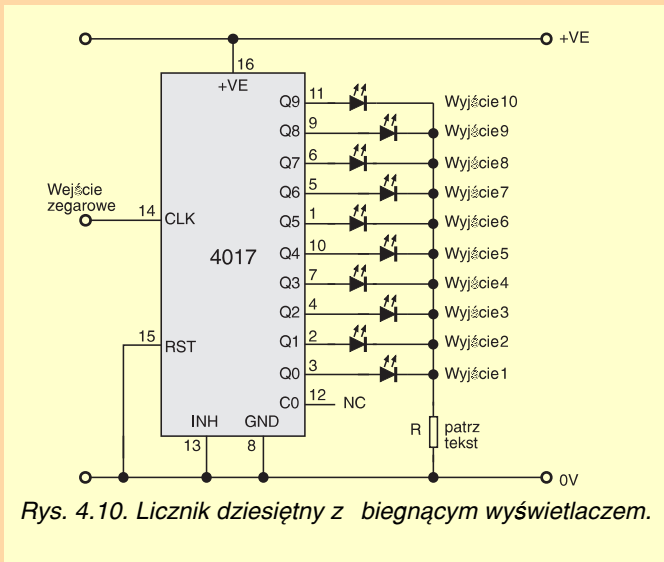 +VE
16
+VE
Q9 11 Wyjście10
Q8 9 Wyjście9
Q7 6 Wyjście8
Q6 5 Wyjście7
Wejście
zegarowe
14 CLK
Q5 1 Wyjście6
4017
Q4 10 Wyjście5
Q3 7 Wyjście4
Q2 4 Wyjście3
15 RST
Q1 2 Wyjście2
Q0 3 Wyjście1
C0 12 NC
INH GND
13 8
R patrz
tekst
0V
Rys. 4.10. Licznik dziesiętny z biegnącym wyświetlaczem.